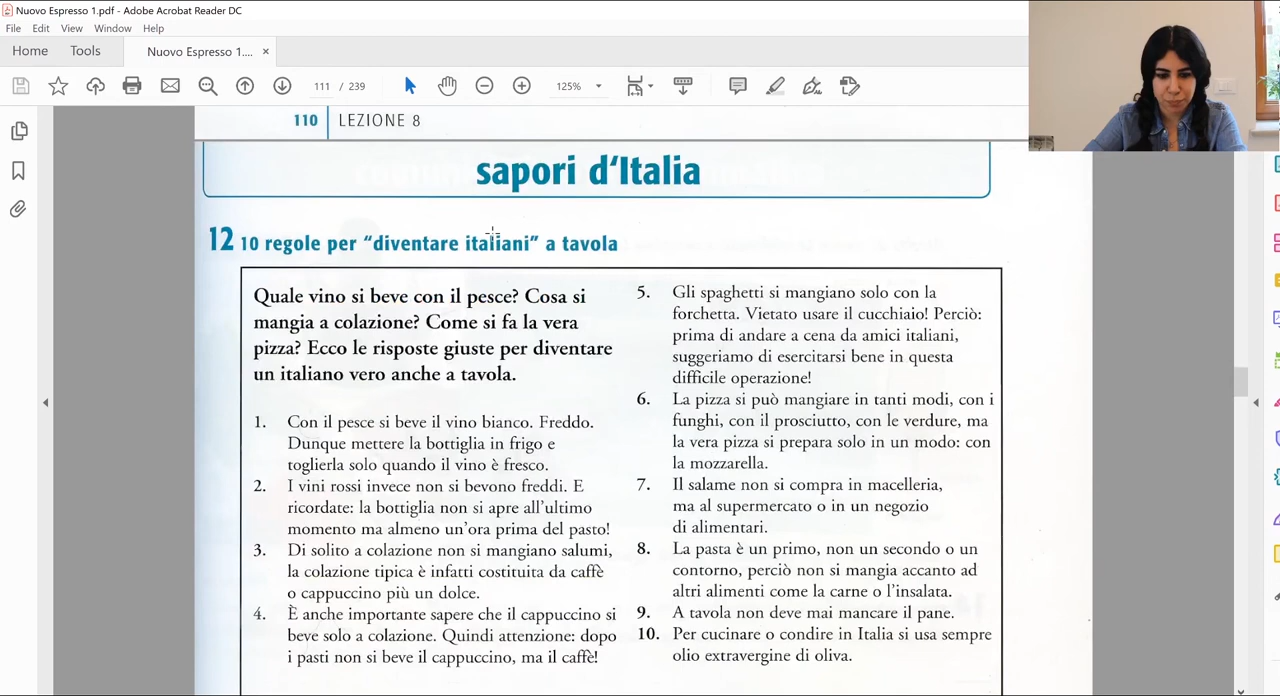 Nuovo Espresso 1.pdf - Adobe Acrobat Reader DC
File Edit View Window Help
Home Tools Nuovo Espresso 1.... ×
111 / 239 125%
110 LEZIONE 8
sapori d'Italia
12 10 regole per "diventare italiani" a tavola
Quale vino si beve con il pesce? Cosa si
mangia a colazione? Come si fa la vera
pizza? Ecco le risposte giuste per diventare
un italiano vero anche a tavola.
1. Con il pesce si beve il vino bianco. Freddo.
Dunque mettere la bottiglia in frigo e
toglierla solo quando il vino è fresco.
2. I vini rossi invece non si bevono freddi. E
ricordate: la bottiglia non si apre all'ultimo
momento ma almeno un'ora prima del pasto!
3. Di solito a colazione non si mangiano salumi,
la colazione tipica è infatti costituita da caffè
o cappuccino più un dolce.
4. È anche importante sapere che il cappuccino si
beve solo a colazione. Quindi attenzione: dopo
i pasti non si beve il cappuccino, ma il caffè!
5. Gli spaghetti si mangiano solo con la
forchetta. Vietato usare il cucchiaio! Perciò:
prima di andare a cena da amici italiani,
suggeriamo di esercitarsi bene in questa
difficile operazione!
6. La pizza si può mangiare in tanti modi, con i
funghi, con il prosciutto, con le verdure, ma
la vera pizza si prepara solo in un modo: con
la mozzarella.
7. Il salame non si compra in macelleria,
ma al supermercato o in un negozio
di alimentari.
8. La pasta è un primo, non un secondo o un
contorno, perciò non si mangia accanto ad
altri alimenti come la carne o l'insalata.
9. A tavola non deve mai mancare il pane.
10. Per cucinare o condire in Italia si usa sempre
olio extravergine di oliva.